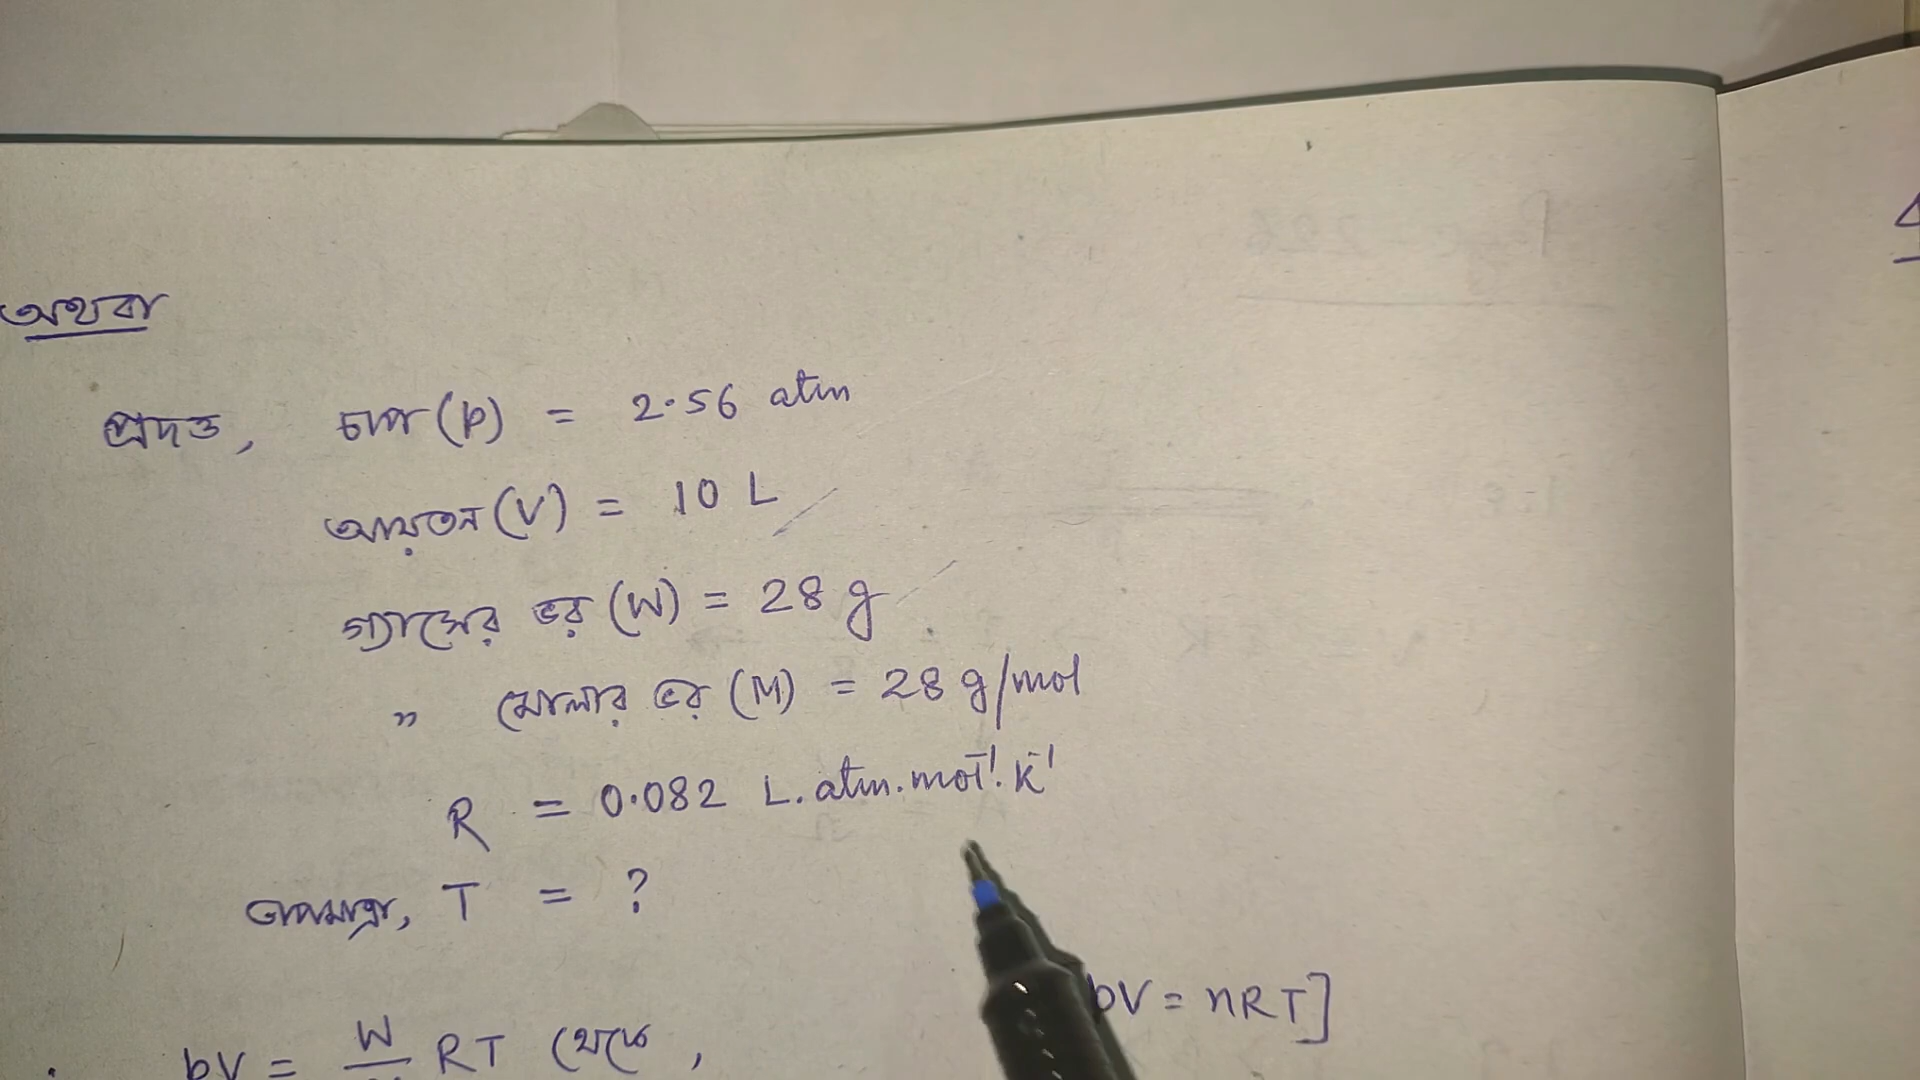 অথবা
প্রদত্ত, চাপ (p) = 2.56 atm
আয়তন (V) = 10 L
গ্যাসের ভর (W) = 28 g
" মোলার ভর (M) = 28 g/mol
R = 0.082 L. atm. mol⁻¹. K⁻¹
তাপমাত্রা, T = ?
pV = nRT]
pV = W RT থেকে,